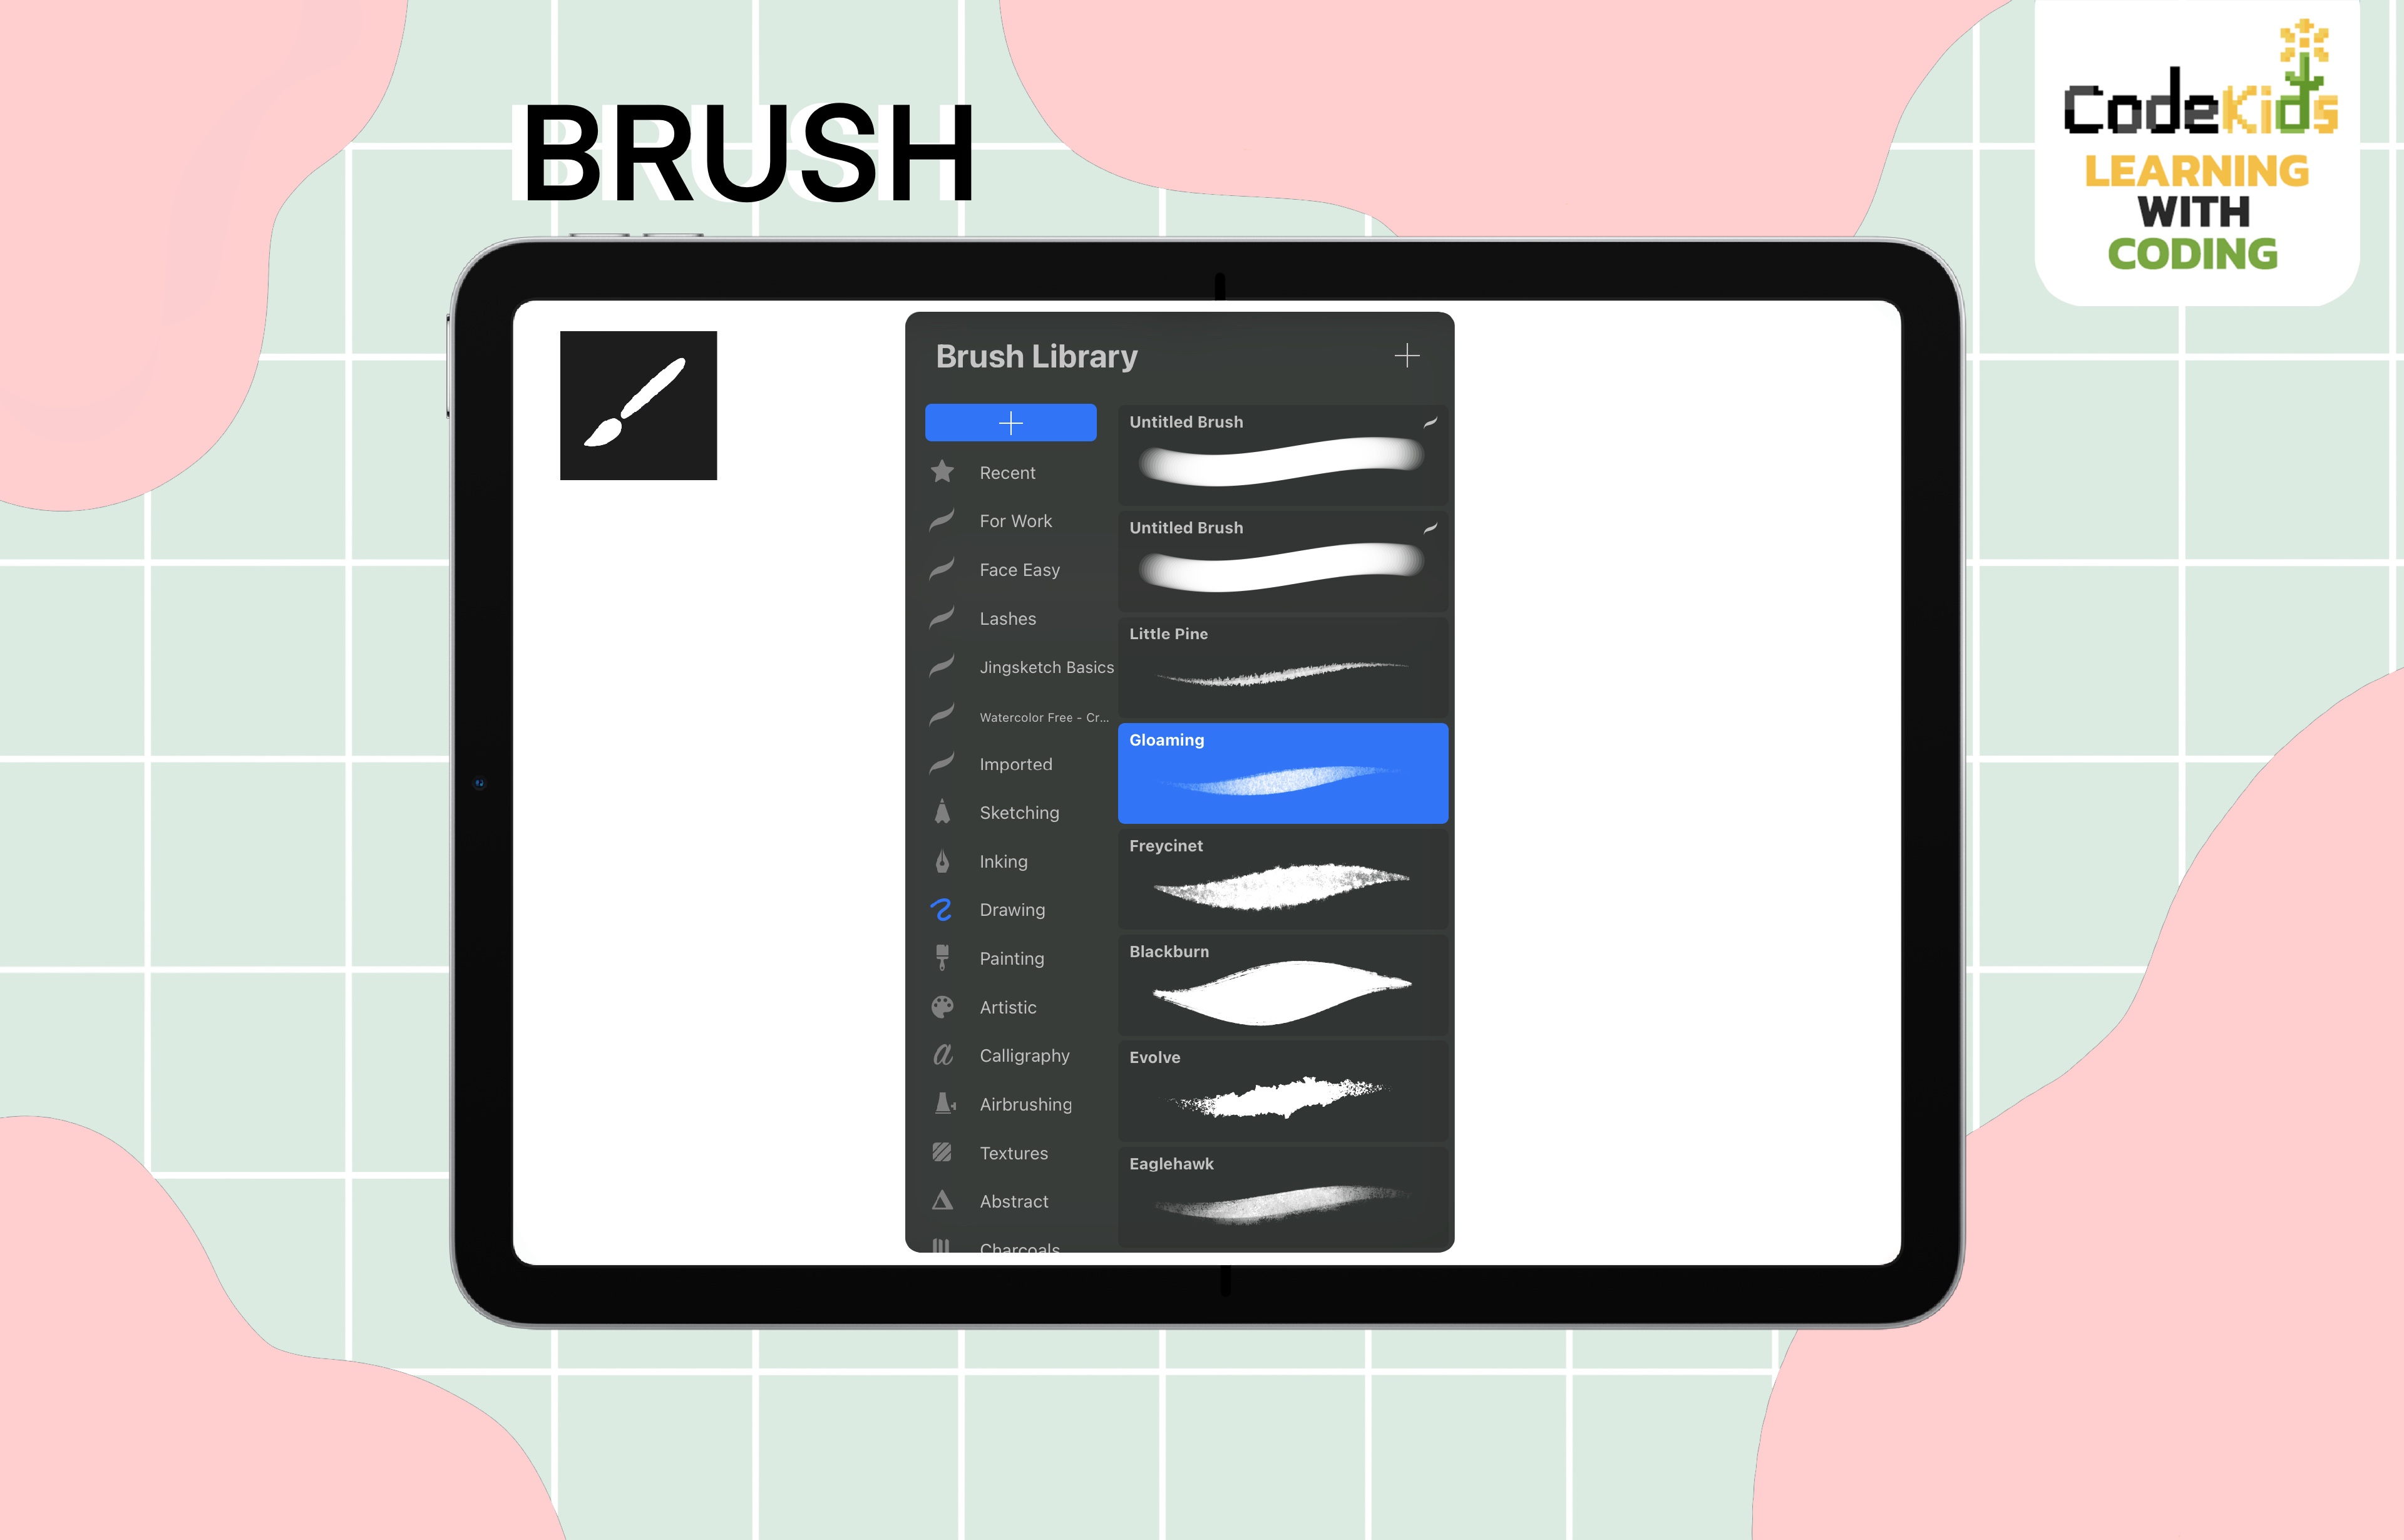 BRUSH
CodeKids
LEARNING
WITH
CODING
Brush Library
Recent
For Work
Face Easy
Lashes
Jingsketch Basics
Watercolor Free - Cr...
Imported
Sketching
Inking
Drawing
Painting
Artistic
Calligraphy
Airbrushing
Textures
Abstract
Charcoals
Untitled Brush
Untitled Brush
Little Pine
Gloaming
Freycinet
Blackburn
Evolve
Eaglehawk